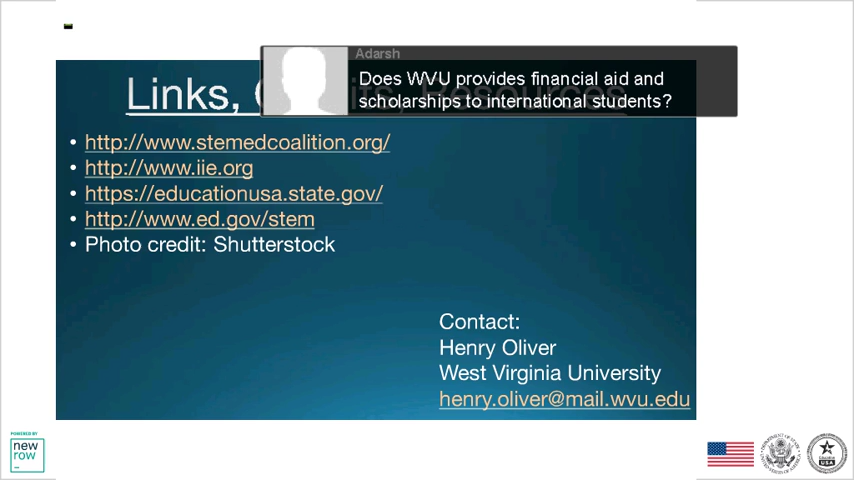 Adarsh
Does WVU provides financial aid and
scholarships to international students?
Links,
• http://www.stemedcoalition.org/
• http://www.iie.org
• https://educationusa.state.gov/
• http://www.ed.gov/stem
• Photo credit: Shutterstock
Contact:
Henry Oliver
West Virginia University
henry.oliver@mail.wvu.edu
POWERED BY
new
row